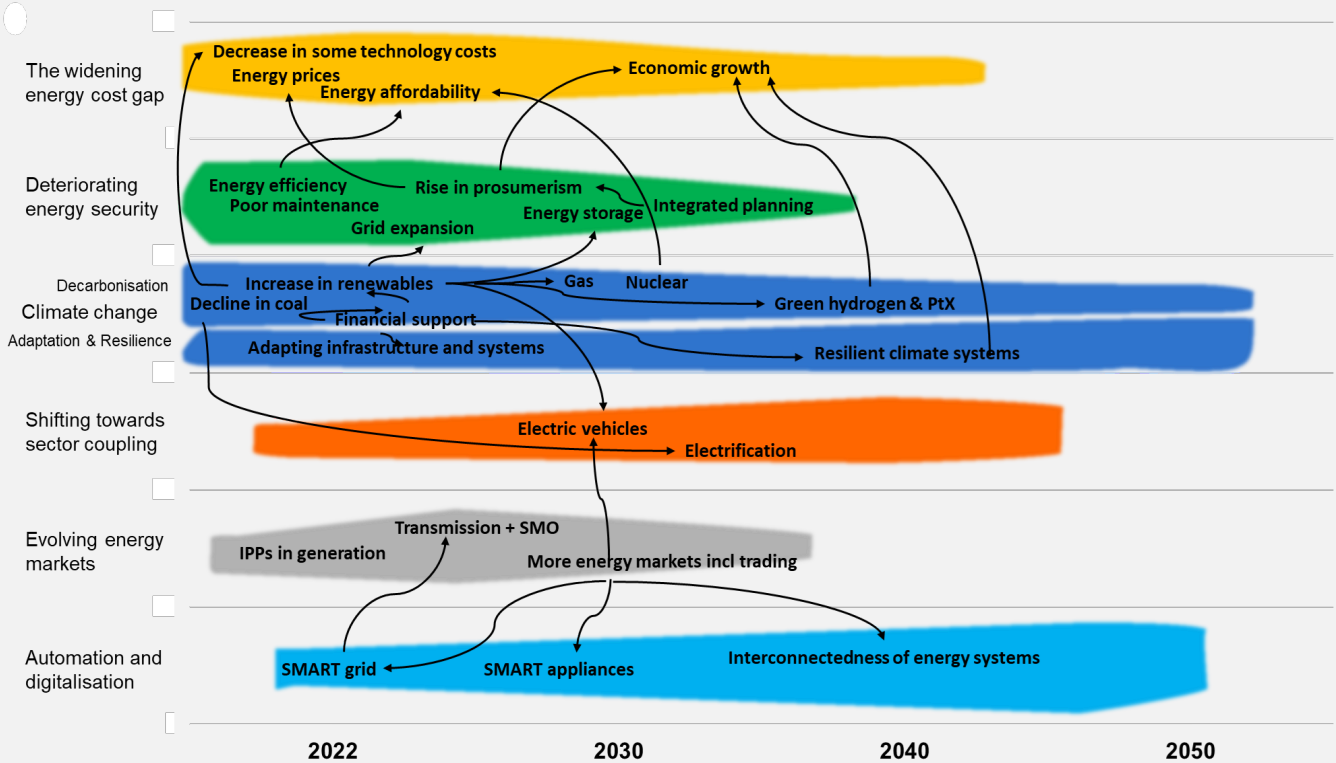 The widening
energy cost gap
Decrease in some technology costs
Energy prices
Energy affordability
Economic growth
Deteriorating
energy security
Energy efficiency
Poor maintenance
Grid expansion
Rise in prosumerism
Energy storage
Integrated planning
Decarbonisation
Climate change
Adaptation & Resilience
Increase in renewables
Decline in coal
Financial support
Adapting infrastructure and systems
Gas
Nuclear
Green hydrogen & PtX
Resilient climate systems
Shifting towards
sector coupling
Electric vehicles
Electrification
Evolving energy
markets
Transmission + SMO
IPPs in generation
More energy markets incl trading
Automation and
digitalisation
SMART grid
SMART appliances
Interconnectedness of energy systems
2022
2030
2040
2050